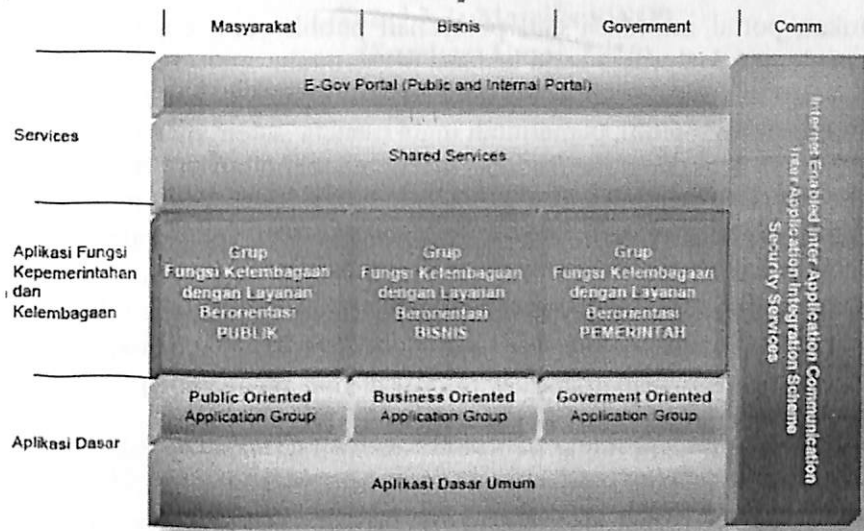 Masyarakat
Bisnis
Government
Comm
E-Gov Portal (Public and Internal Portal)
Services
Shared Services
Aplikasi Fungsi
Kepemerintahan
dan
Kelembagaan
Grup
Fungsi Kelembagaan
dengan Layanan
Berorientasi
PUBLIK
Grup
Fungsi Kelembagaan
dengan Layanan
Berorientasi
BISNIS
Grup
Fungsi Kelembagaan
dengan Layanan
Berorientasi
PEMERINTAH
Aplikasi Dasar
Public Oriented
Application Group
Business Oriented
Application Group
Goverment Oriented
Application Group
Aplikasi Dasar Umum
Internet Enabled Inter Application Communication
Inter Application Integration Scheme
Security Services